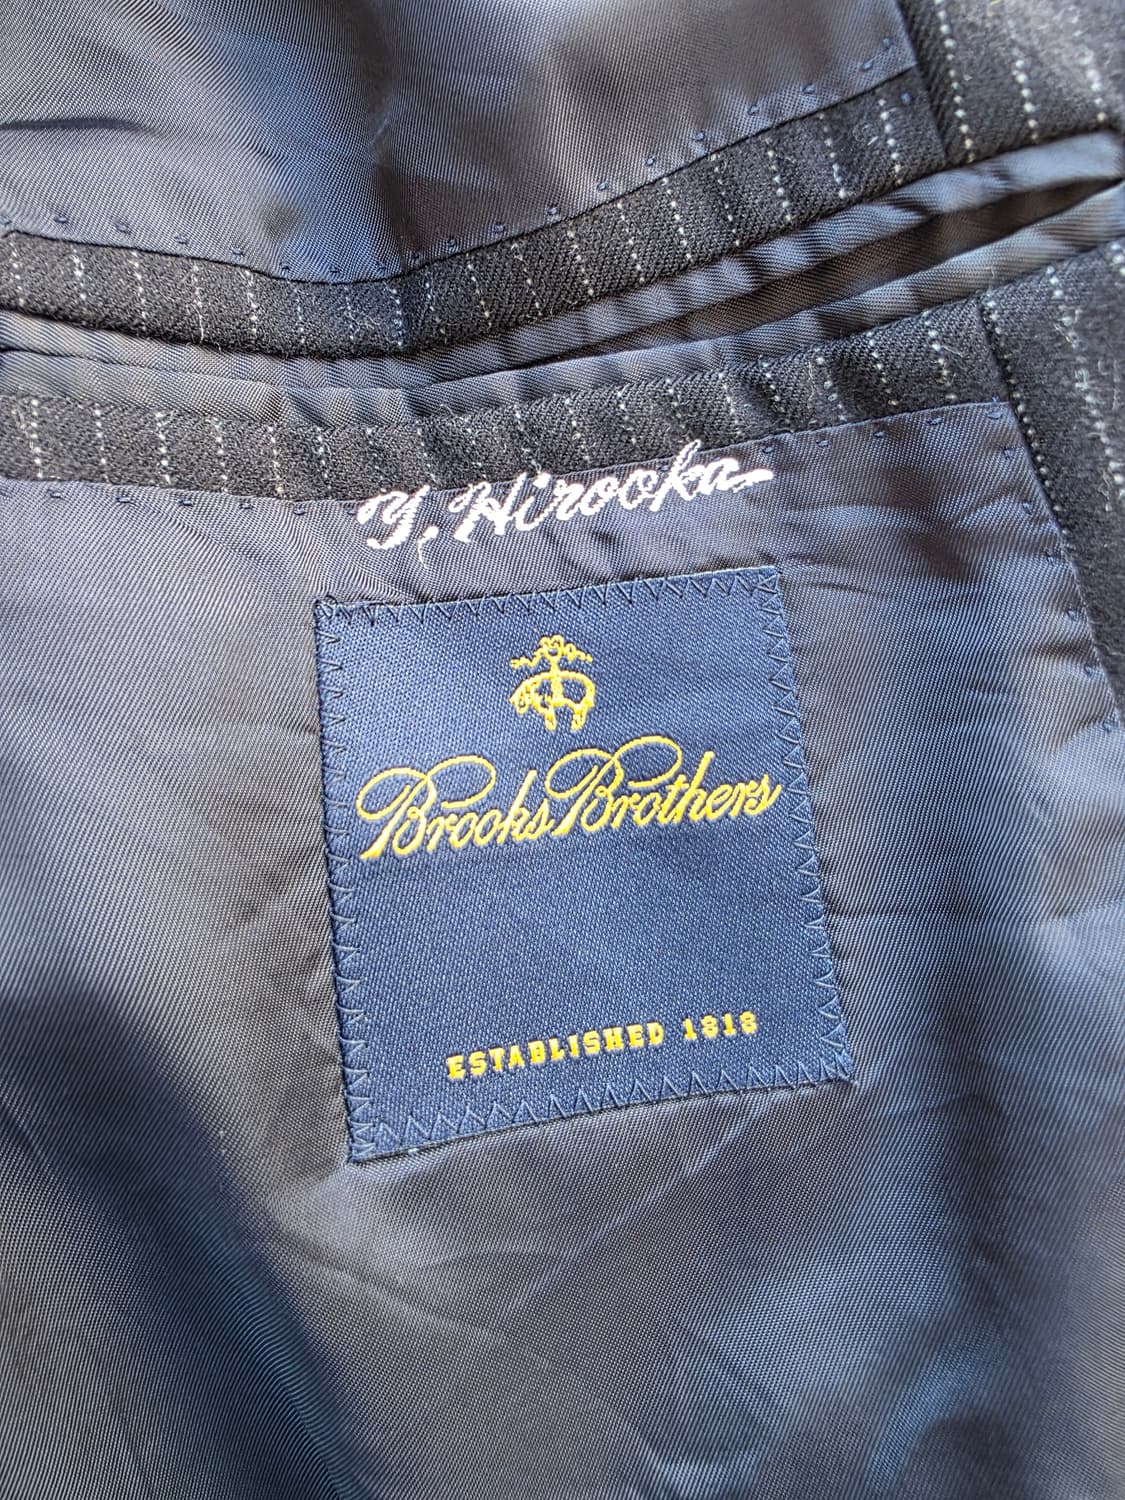 Y. Hirooka
Brooks Brothers
ESTABLISHED 1818